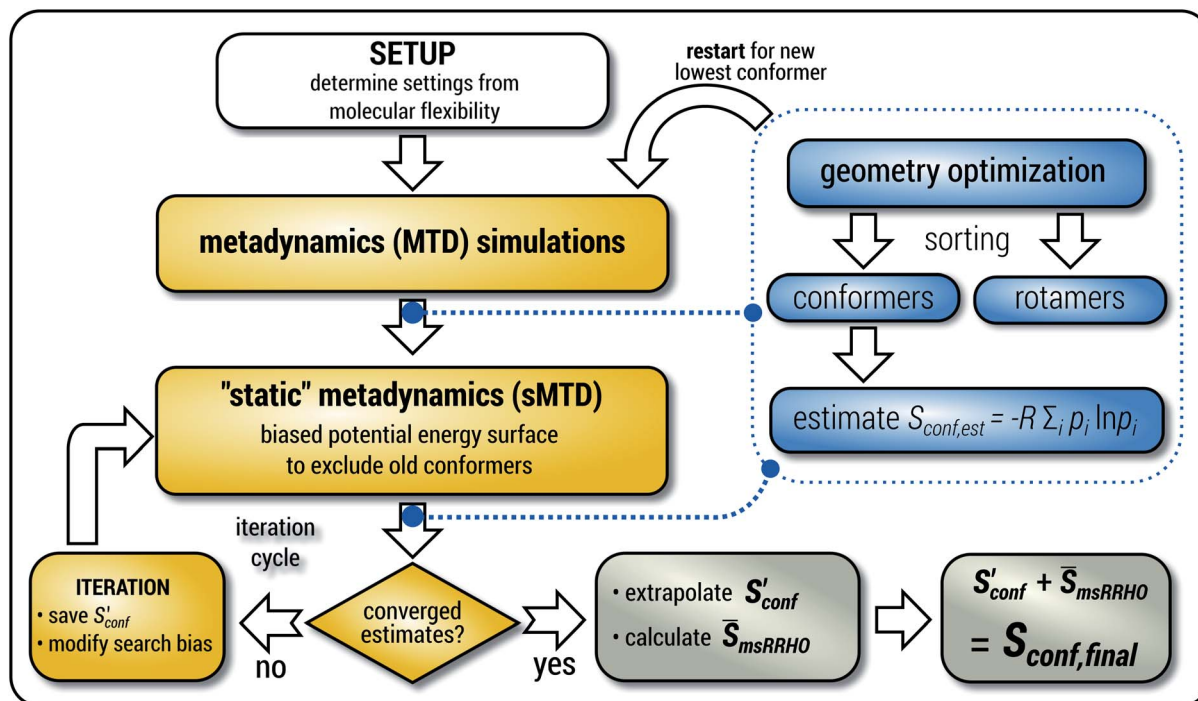 SETUP
determine settings from
molecular flexibility
restart for new
lowest conformer
metadynamics (MTD) simulations
geometry optimization
sorting
conformers
rotamers
estimate S_conf,est = -R Σ_i p_i lnp_i
"static" metadynamics (sMTD)
biased potential energy surface
to exclude old conformers
iteration
cycle
ITERATION
• save S'_conf
• modify search bias
no
converged
estimates?
yes
• extrapolate S'_conf
• calculate S̅_msRRHO
S'_conf + S̅_msRRHO
= S_conf,final